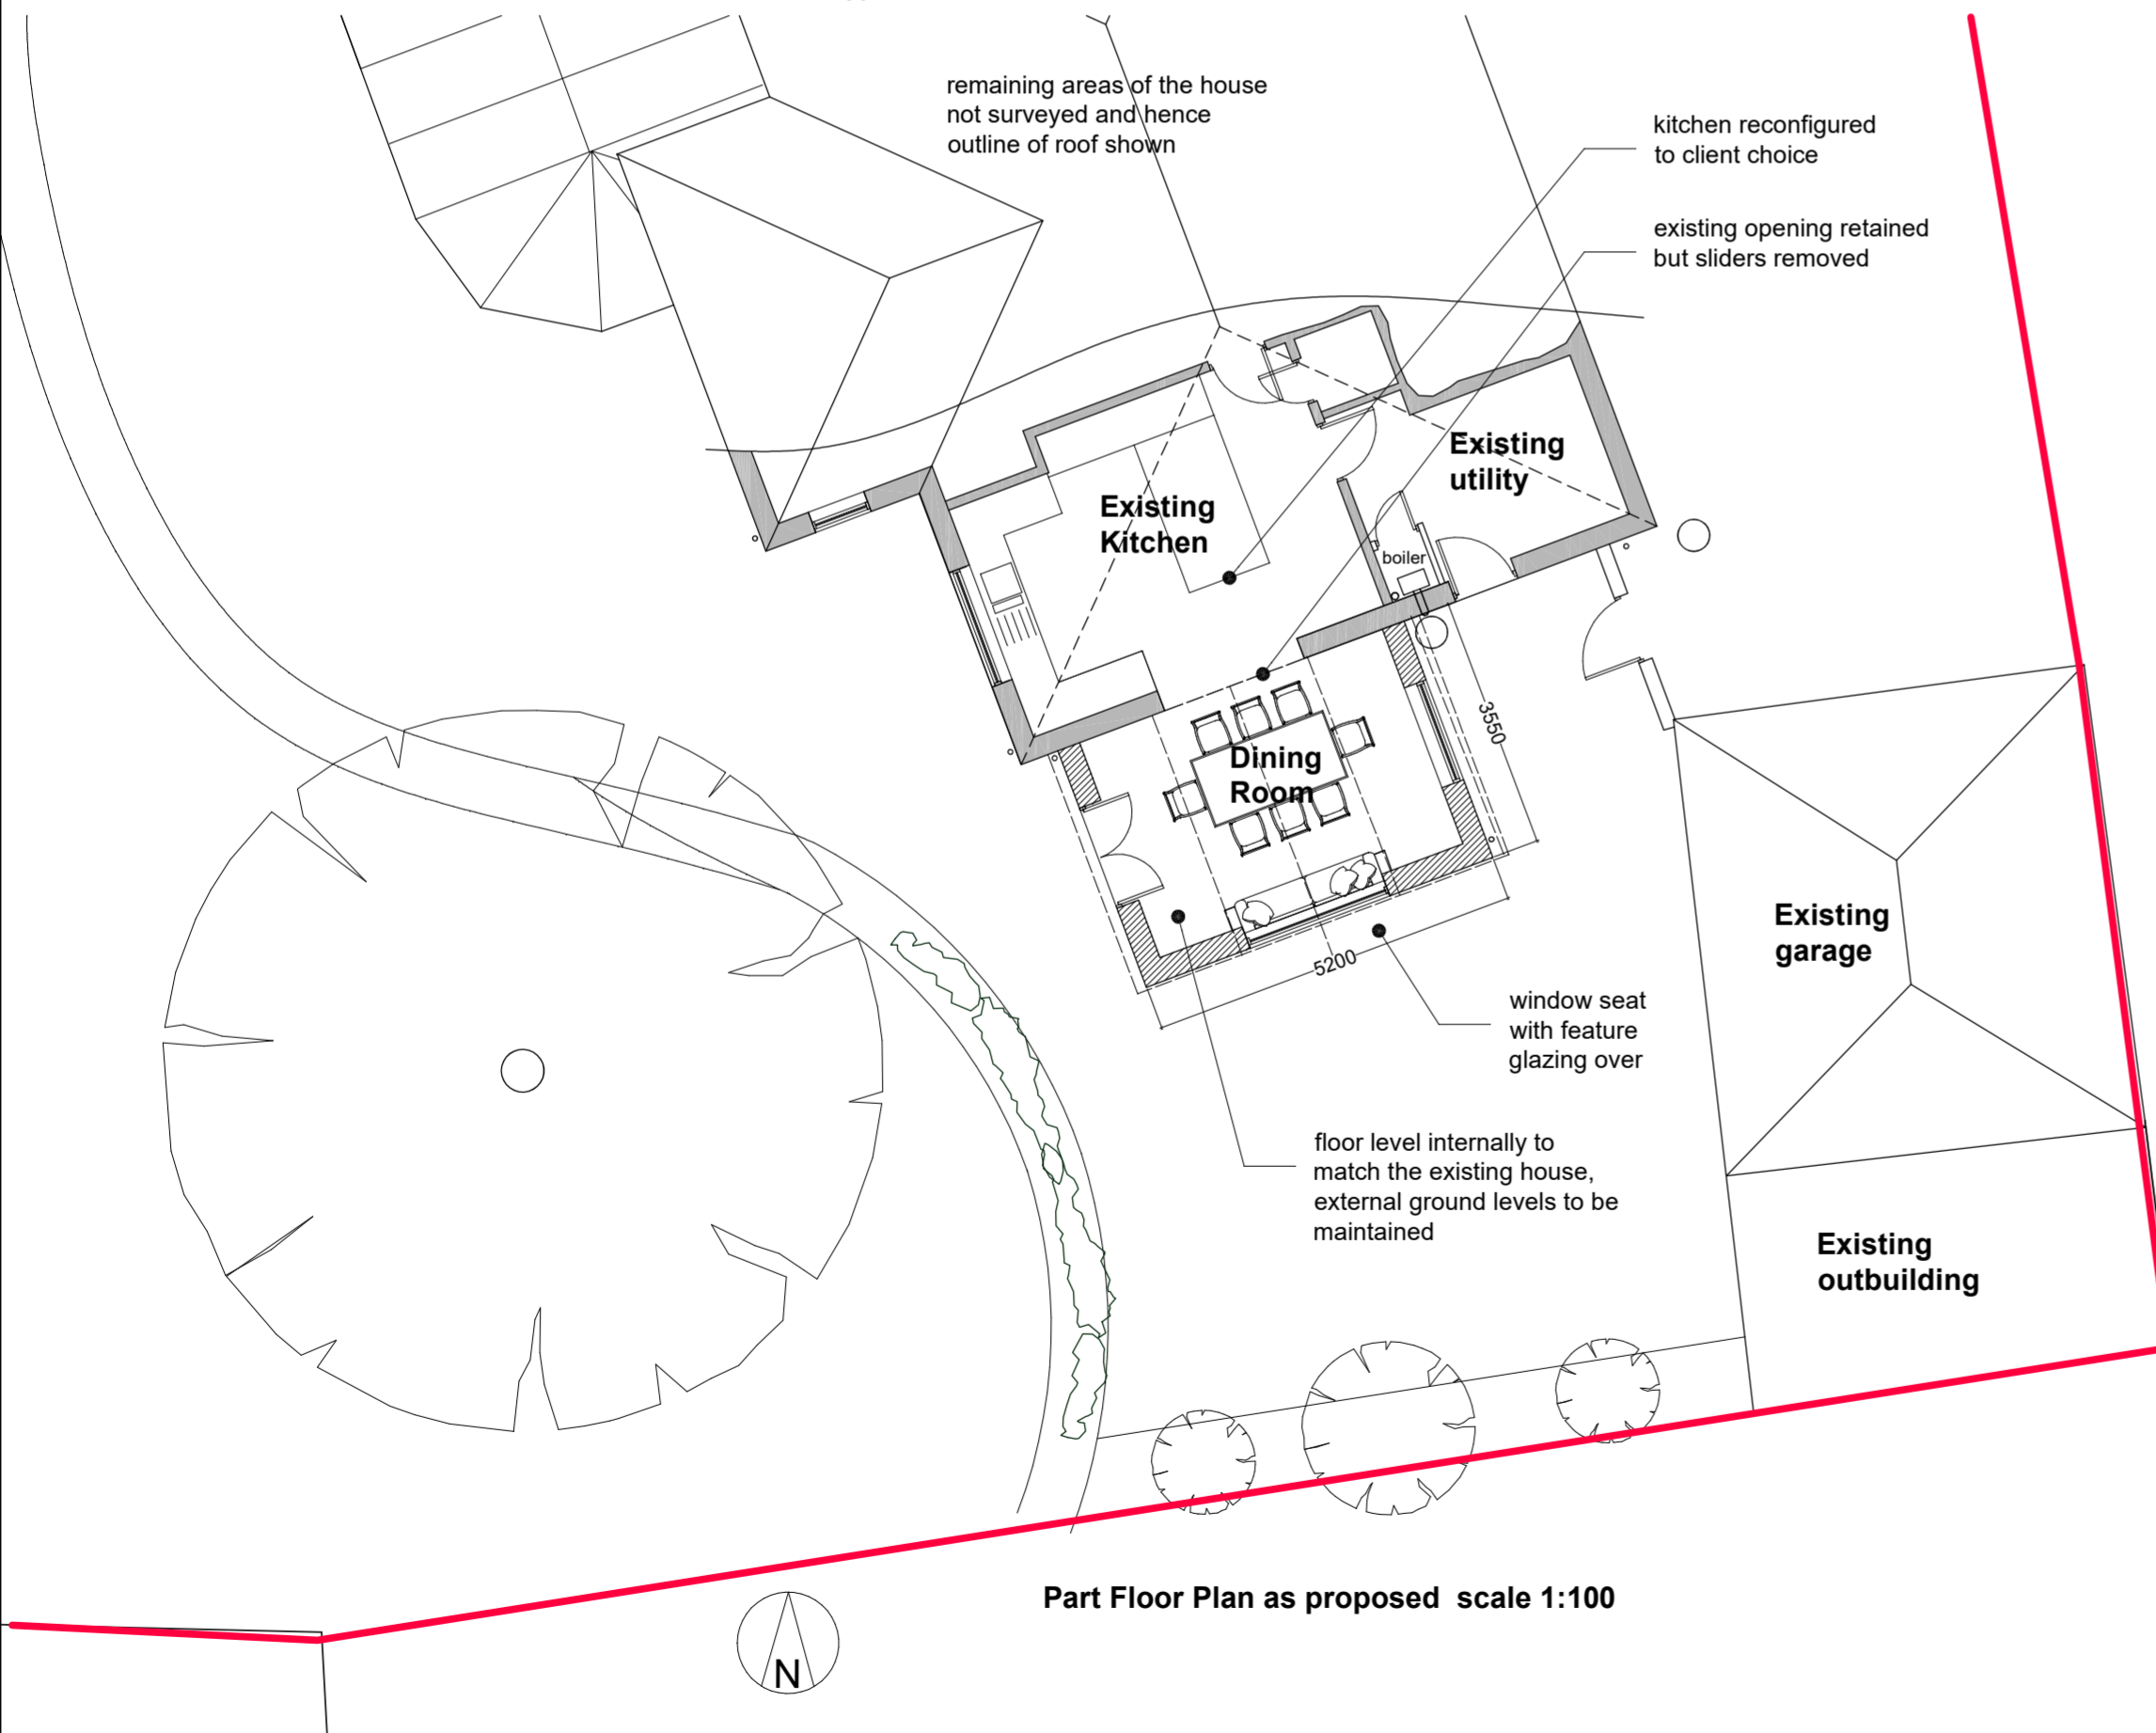 remaining areas of the house
not surveyed and hence
outline of roof shown
kitchen reconfigured
to client choice
existing opening retained
but sliders removed
Existing
utility
Existing
Kitchen
boiler
3550
Dining
Room
5200
Existing
garage
window seat
with feature
glazing over
floor level internally to
match the existing house,
external ground levels to be
maintained
Existing
outbuilding
Part Floor Plan as proposed scale 1:100
N